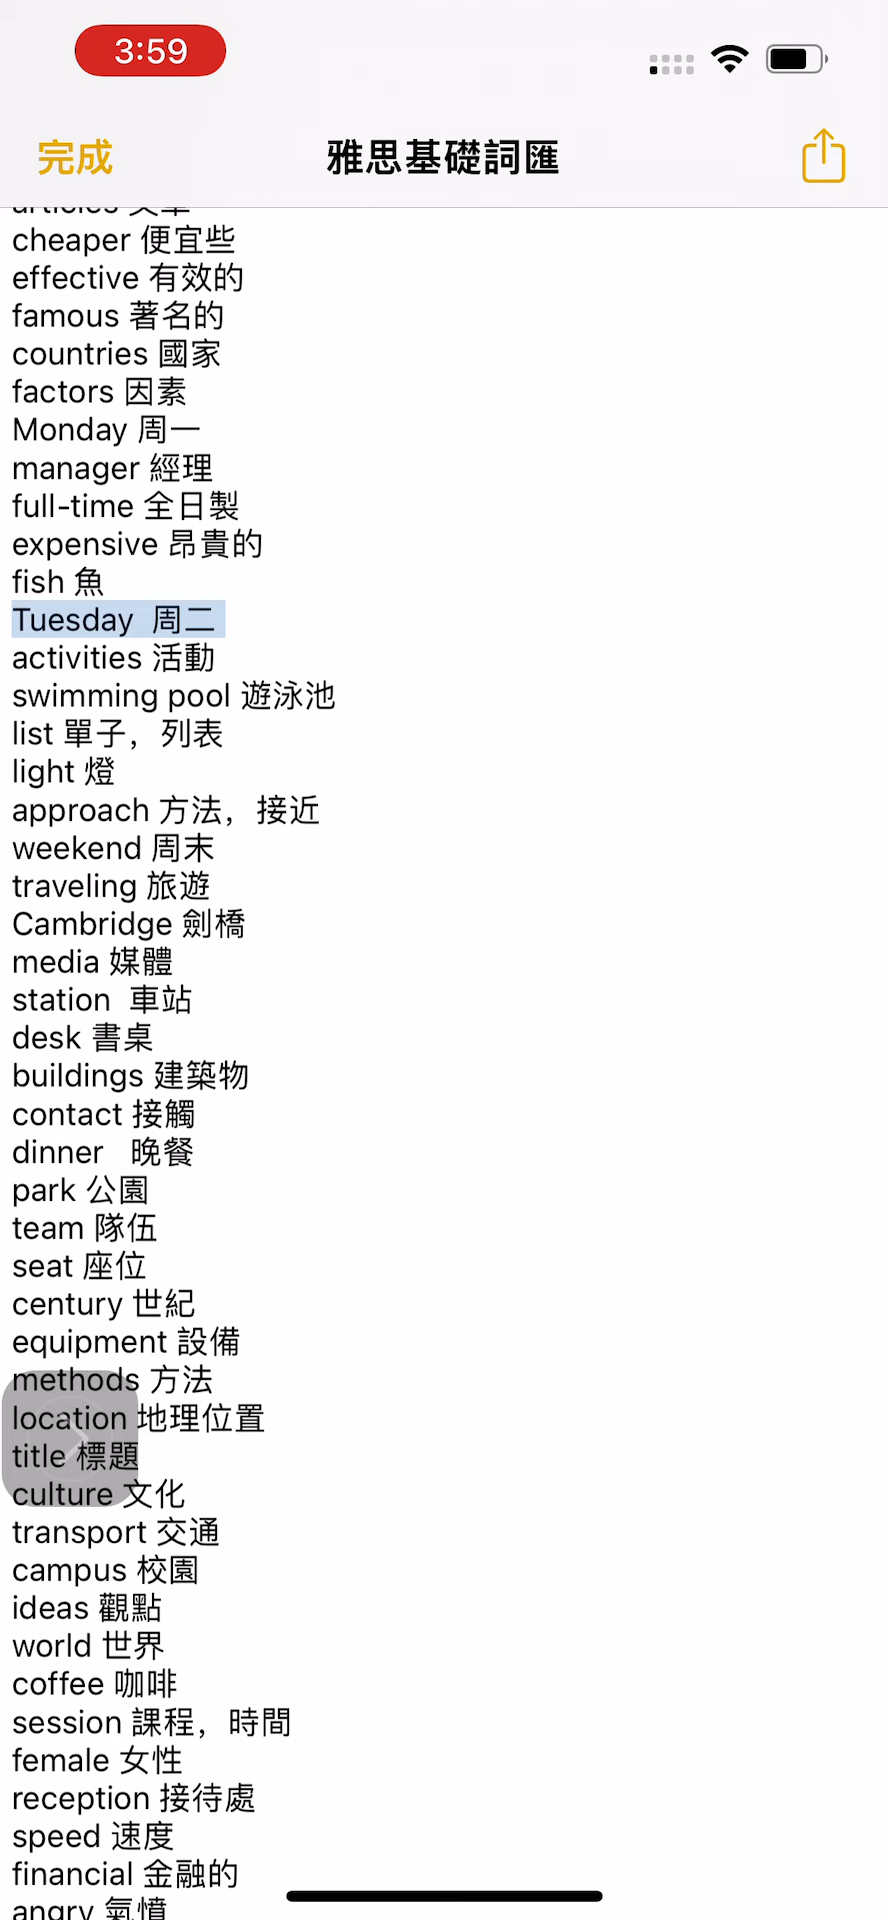 3:59
完成
雅思基礎詞匯
articles 文章
cheaper 便宜些
effective 有效的
famous 著名的
countries 國家
factors 因素
Monday 周一
manager 經理
full-time 全日製
expensive 昂貴的
fish 魚
Tuesday  周二
activities 活動
swimming pool 遊泳池
list 單子，列表
light 燈
approach 方法，接近
weekend 周末
traveling 旅遊
Cambridge 劍橋
media 媒體
station  車站
desk 書桌
buildings 建築物
contact 接觸
dinner   晚餐
park 公園
team 隊伍
seat 座位
century 世紀
equipment 設備
methods 方法
location 地理位置
title 標題
culture 文化
transport 交通
campus 校園
ideas 觀點
world 世界
coffee 咖啡
session 課程，時間
female 女性
reception 接待處
speed 速度
financial 金融的
angry 氣憤